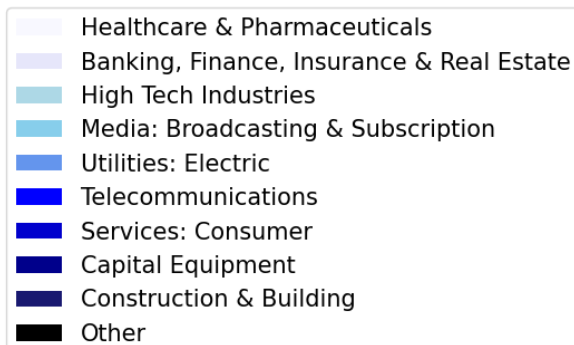 Healthcare & Pharmaceuticals
Banking, Finance, Insurance & Real Estate
High Tech Industries
Media: Broadcasting & Subscription
Utilities: Electric
Telecommunications
Services: Consumer
Capital Equipment
Construction & Building
Other